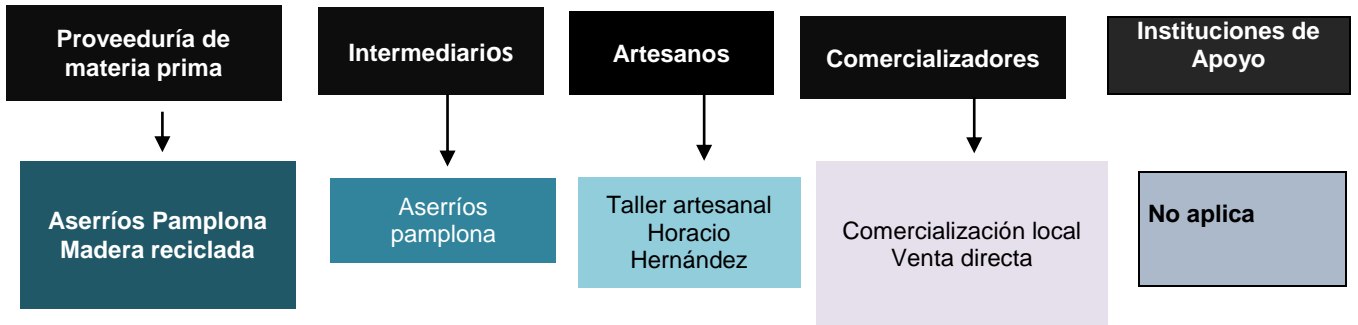 Proveeduría de
materia prima
Intermediarios
Artesanos
Comercializadores
Instituciones de
Apoyo
Aserríos Pamplona
Madera reciclada
Aserríos
pamplona
Taller artesanal
Horacio
Hernández
Comercialización local
Venta directa
No aplica